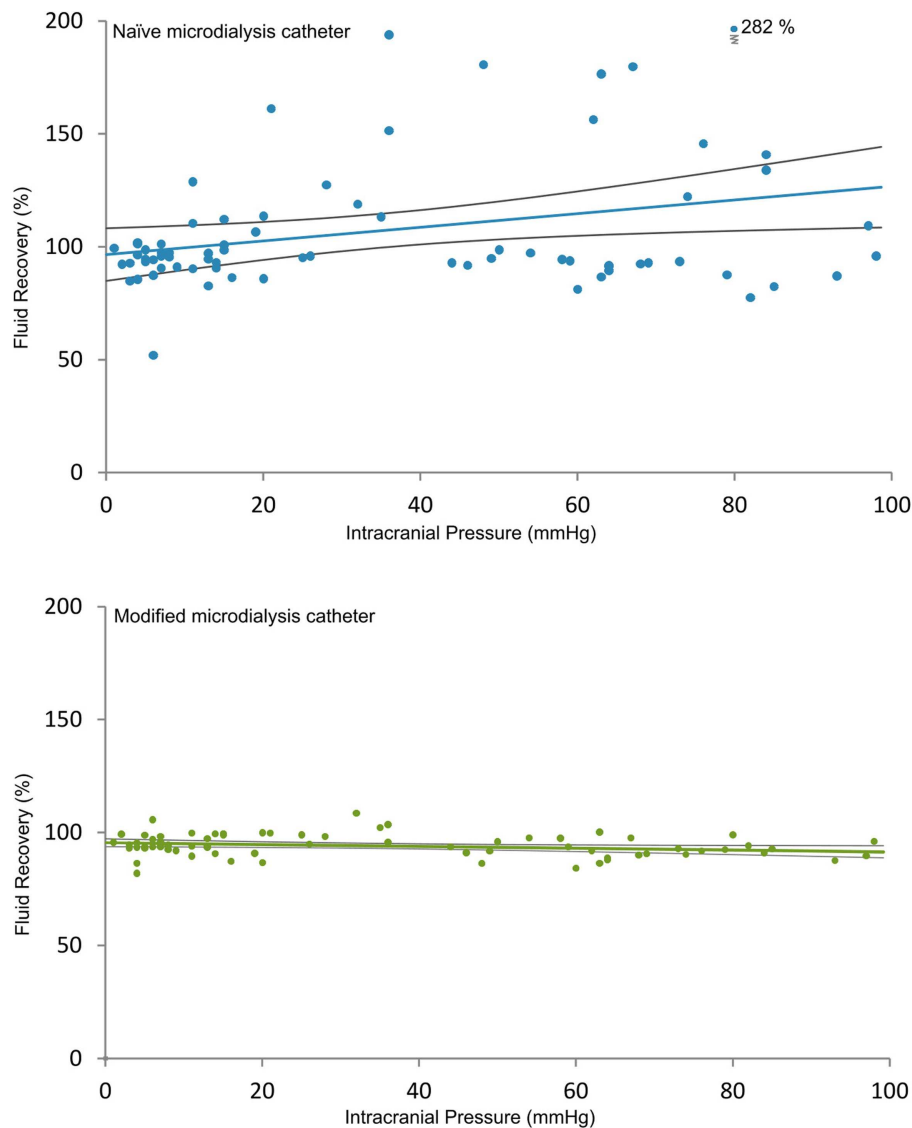 200
Naïve microdialysis catheter
282 %
150
100
50
0
0 20 40 60 80 100
Fluid Recovery (%)
Intracranial Pressure (mmHg)
200
Modified microdialysis catheter
150
100
50
0
0 20 40 60 80 100
Fluid Recovery (%)
Intracranial Pressure (mmHg)